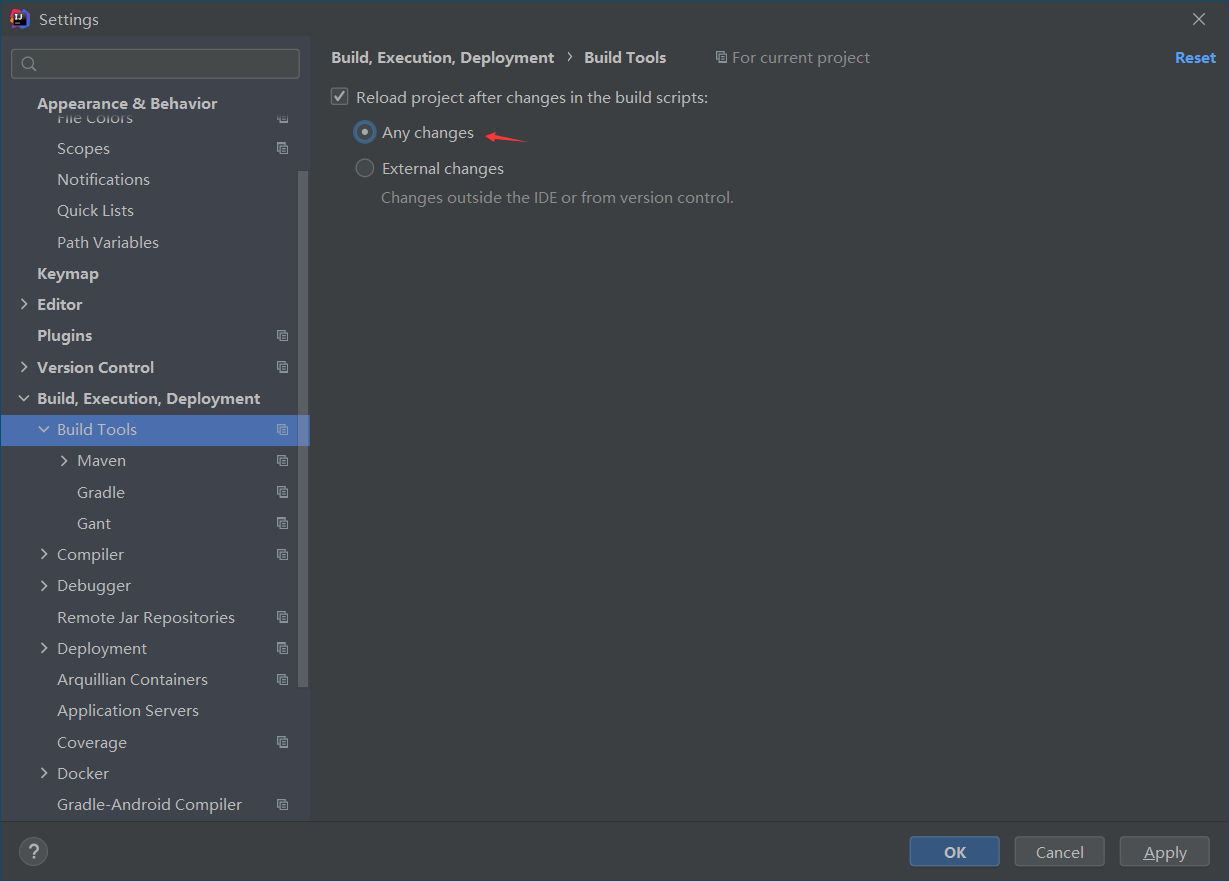 Settings
Build, Execution, Deployment › Build Tools For current project Reset
Reload project after changes in the build scripts:
Any changes
External changes
Changes outside the IDE or from version control.
Appearance & Behavior
File Colors
Scopes
Notifications
Quick Lists
Path Variables
Keymap
Editor
Plugins
Version Control
Build, Execution, Deployment
Build Tools
Maven
Gradle
Gant
Compiler
Debugger
Remote Jar Repositories
Deployment
Arquillian Containers
Application Servers
Coverage
Docker
Gradle-Android Compiler
? OK Cancel Apply